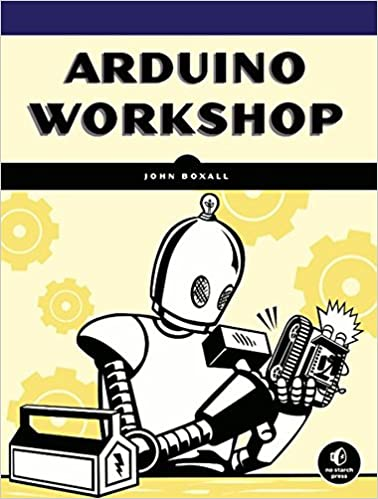 ARDUINO
WORKSHOP
JOHN BOXALL
no starch
press